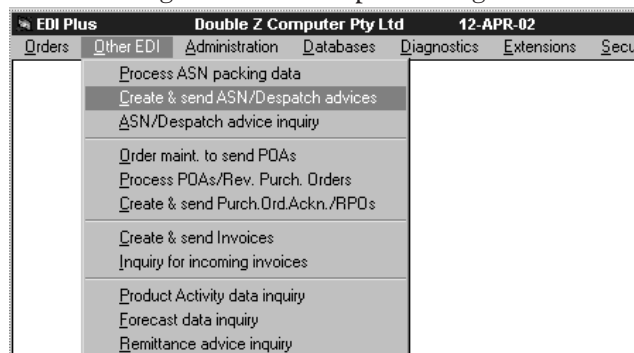 EDI Plus Double Z Computer Pty Ltd 12-APR-02
Orders Other EDI Administration Databases Diagnostics Extensions Secu
Process ASN packing data
Create & send ASN/Despatch advices
ASN/Despatch advice inquiry
Order maint. to send POAs
Process POAs/Rev. Purch. Orders
Create & send Purch.Ord.Ackn./RPOs
Create & send Invoices
Inquiry for incoming invoices
Product Activity data inquiry
Forecast data inquiry
Remittance advice inquiry